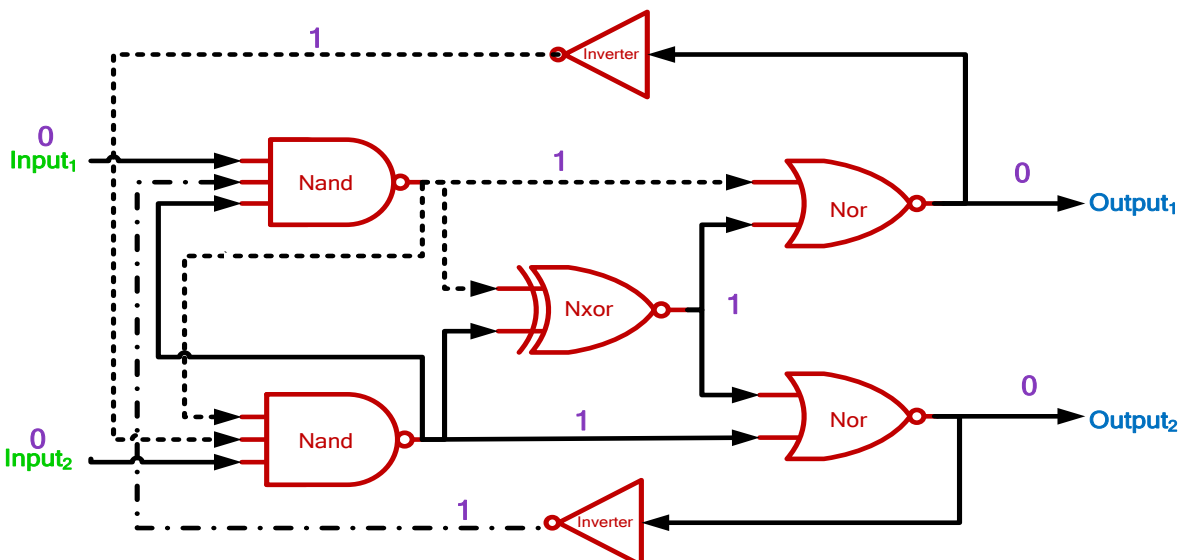 1
Inverter
0
Input₁
Nand
1
0
Nor
Output₁
Nxor
1
0
Input₂
Nand
1
Nor
0
Output₂
1
Inverter